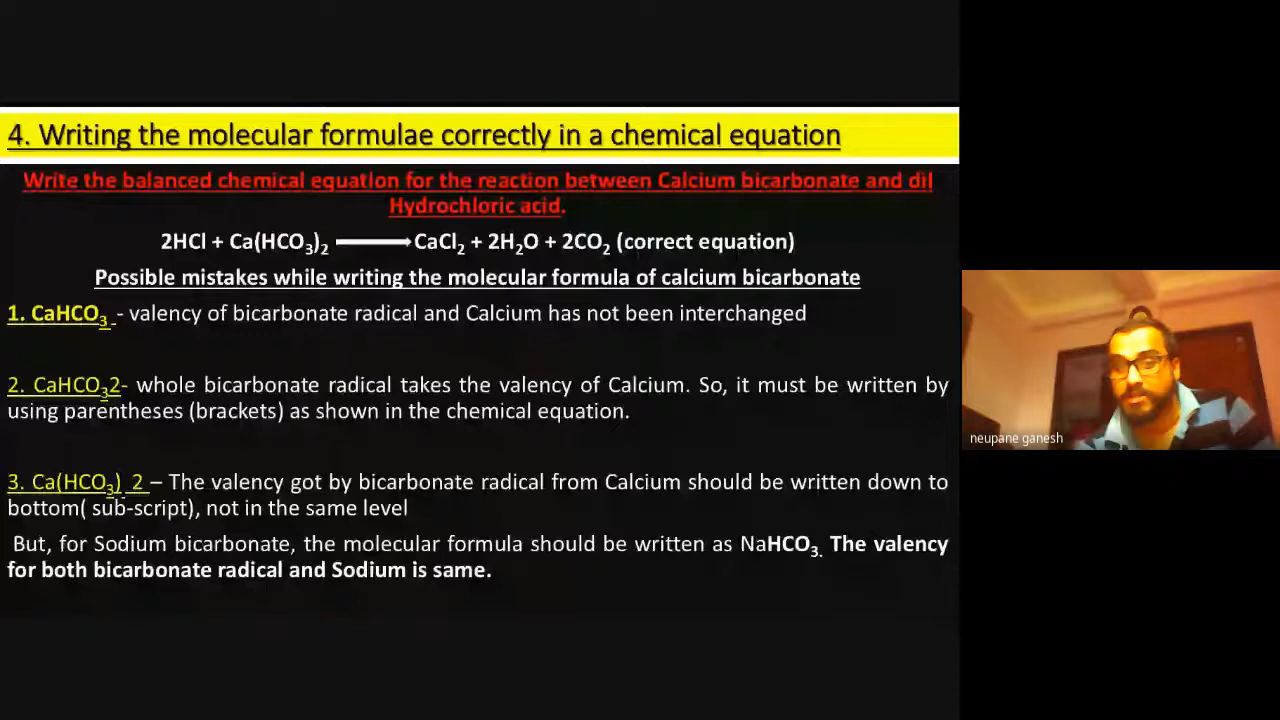 4. Writing the molecular formulae correctly in a chemical equation
Write the balanced chemical equation for the reaction between Calcium bicarbonate and dil
Hydrochloric acid.
2HCl + Ca(HCO₃)₂ ⟶ CaCl₂ + 2H₂O + 2CO₂ (correct equation)
Possible mistakes while writing the molecular formula of calcium bicarbonate
1. CaHCO₃ - valency of bicarbonate radical and Calcium has not been interchanged
2. CaHCO₃2- whole bicarbonate radical takes the valency of Calcium. So, it must be written by
using parentheses (brackets) as shown in the chemical equation.
3. Ca(HCO₃) 2 – The valency got by bicarbonate radical from Calcium should be written down to
bottom( sub-script), not in the same level
But, for Sodium bicarbonate, the molecular formula should be written as NaHCO₃. The valency
for both bicarbonate radical and Sodium is same.
neupane ganesh